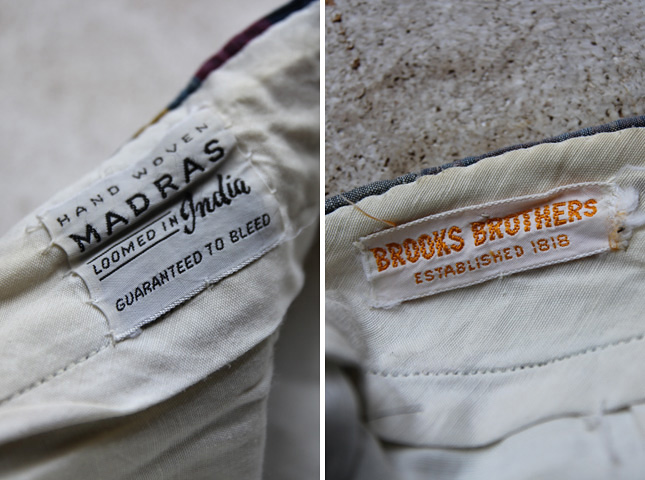 HAND WOVEN
MADRAS
LOOMED IN India
GUARANTEED TO BLEED
BROOKS BROTHERS
ESTABLISHED 1818